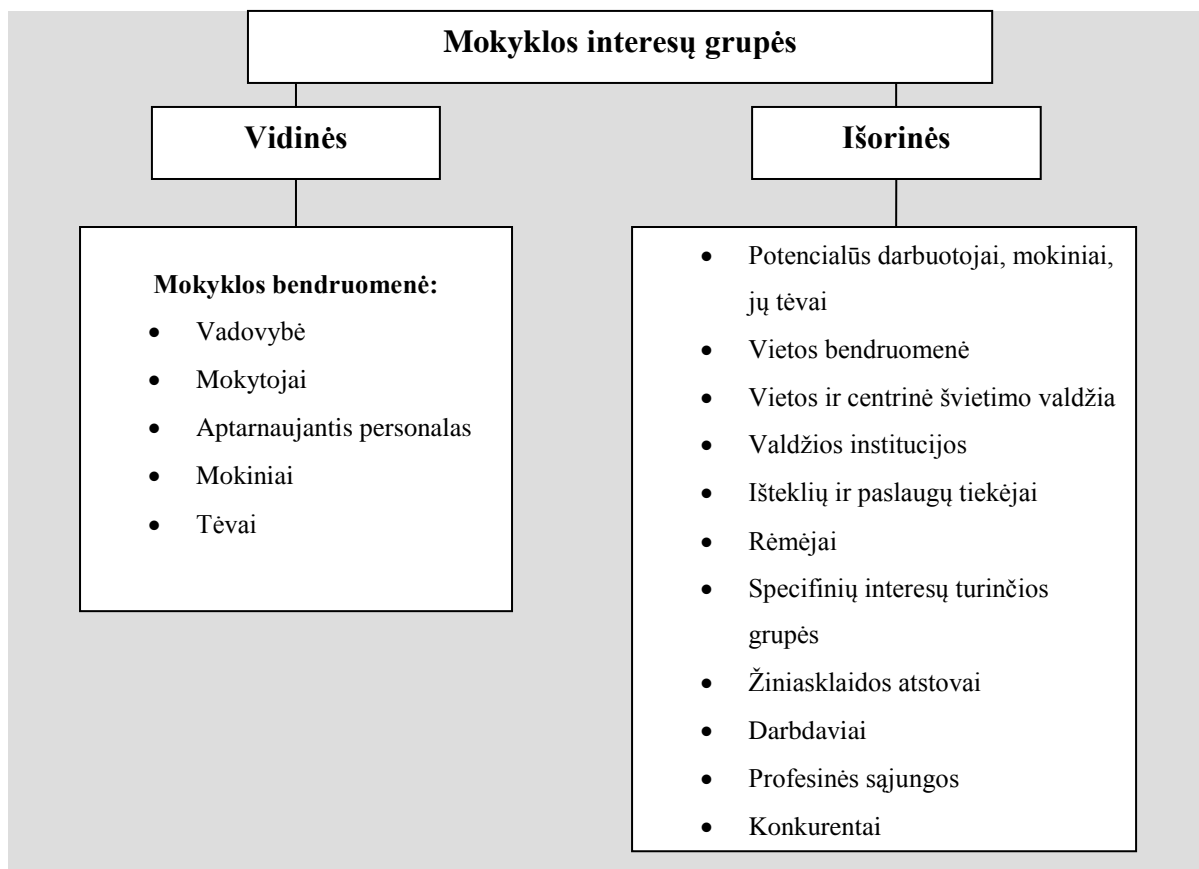 Mokyklos interesų grupės
Vidinės
Išorinės
Mokyklos bendruomenė:
• Vadovybė
• Mokytojai
• Aptarnaujantis personalas
• Mokiniai
• Tėvai
• Potencialūs darbuotojai, mokiniai,
jų tėvai
• Vietos bendruomenė
• Vietos ir centrinė švietimo valdžia
• Valdžios institucijos
• Išteklių ir paslaugų tiekėjai
• Rėmėjai
• Specifinių interesų turinčios
grupės
• Žiniasklaidos atstovai
• Darbdaviai
• Profesinės sąjungos
• Konkurentai